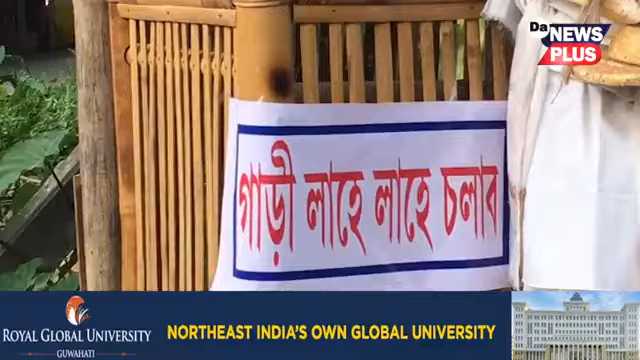 Da
NEWS
PLUS
গাড়ী লাহে লাহে চলাব
ROYAL GLOBAL UNIVERSITY
GUWAHATI
NORTHEAST INDIA'S OWN GLOBAL UNIVERSITY